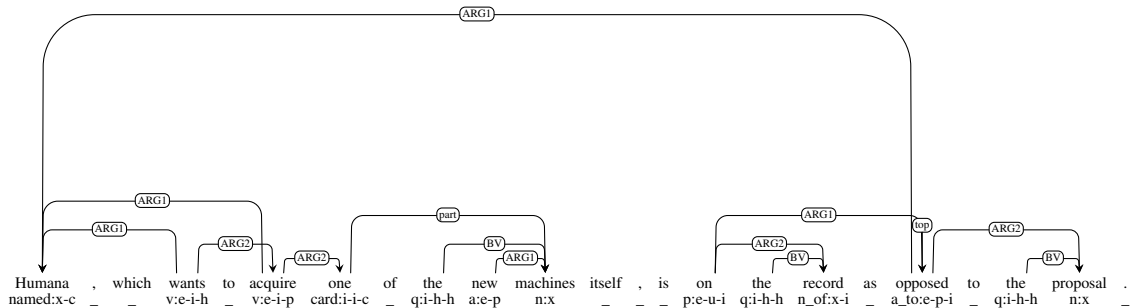 ARG1
ARG1
part
ARG1
top
ARG1
ARG2
BV
ARG2
ARG2
ARG2
ARG1
BV
BV
Humana , which wants to acquire one of the new machines itself , is on the record as opposed to the proposal .
named:x-c _ _ v:e-i-h _ v:e-i-p card:i-i-c _ q:i-h-h a:e-p n:x _ _ _ p:e-u-i q:i-h-h n_of:x-i _ a_to:e-p-i _ q:i-h-h n:x _